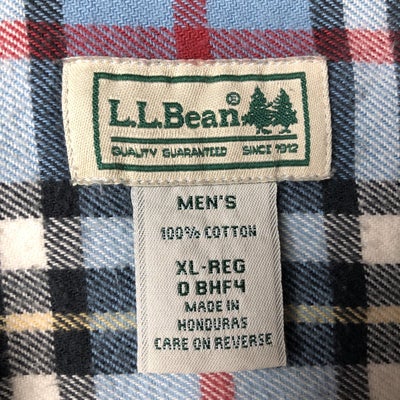 L.L.Bean®
QUALITY GUARANTEED SINCE 1912
MEN'S
100% COTTON
XL-REG
0 BHF4
MADE IN
HONDURAS
CARE ON REVERSE